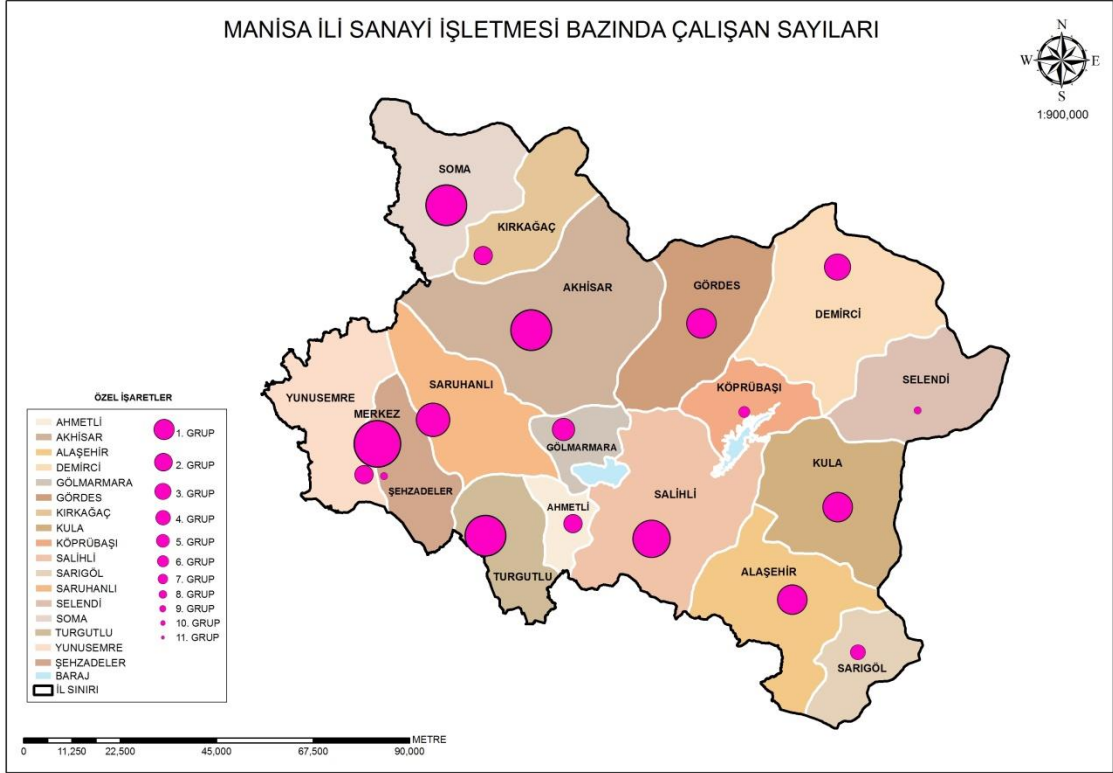 MANİSA İLİ SANAYİ İŞLETMESİ BAZINDA ÇALIŞAN SAYILARI
N
W E
S
1:900,000
SOMA
KIRKAĞAÇ
AKHİSAR
GÖRDES
DEMİRCİ
SELENDİ
KÖPRÜBAŞI
SARUHANLI
YUNUSEMRE
MERKEZ
GÖLMARMARA
ŞEHZADELER
SALİHLİ
KULA
AHMETLİ
TURGUTLU
ALAŞEHİR
SARIGÖL
ÖZEL İŞARETLER
AHMETLİ
AKHİSAR
ALAŞEHİR
DEMİRCİ
GÖLMARMARA
GÖRDES
KIRKAĞAÇ
KULA
KÖPRÜBAŞI
SALİHLİ
SARIGÖL
SARUHANLI
SELENDİ
SOMA
TURGUTLU
YUNUSEMRE
ŞEHZADELER
BARAJ
İL SINIRI
1. GRUP
2. GRUP
3. GRUP
4. GRUP
5. GRUP
6. GRUP
7. GRUP
8. GRUP
9. GRUP
10. GRUP
11. GRUP
METRE
0 11,250 22,500 45,000 67,500 90,000